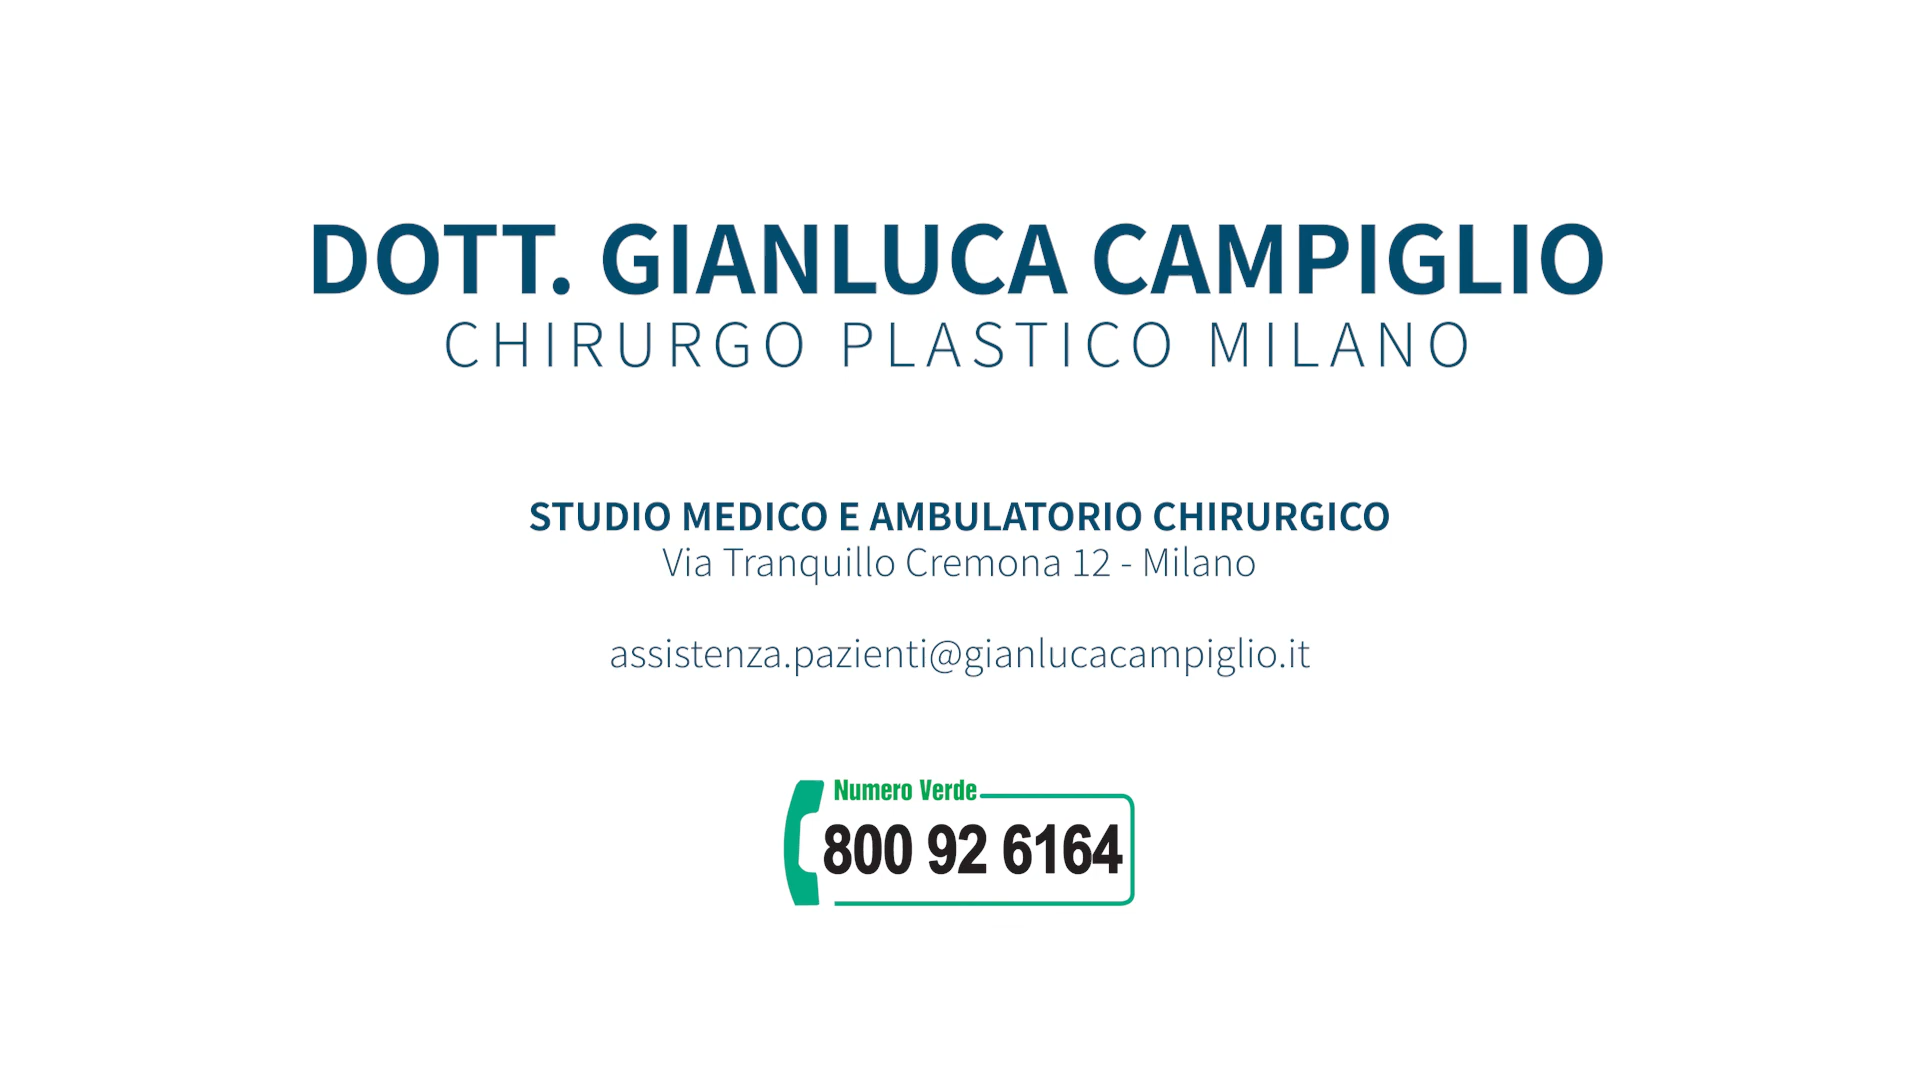 DOTT. GIANLUCA CAMPIGLIO
CHIRURGO PLASTICO MILANO
STUDIO MEDICO E AMBULATORIO CHIRURGICO
Via Tranquillo Cremona 12 - Milano
assistenza.pazienti@gianlucacampiglio.it
Numero Verde
800 92 6164